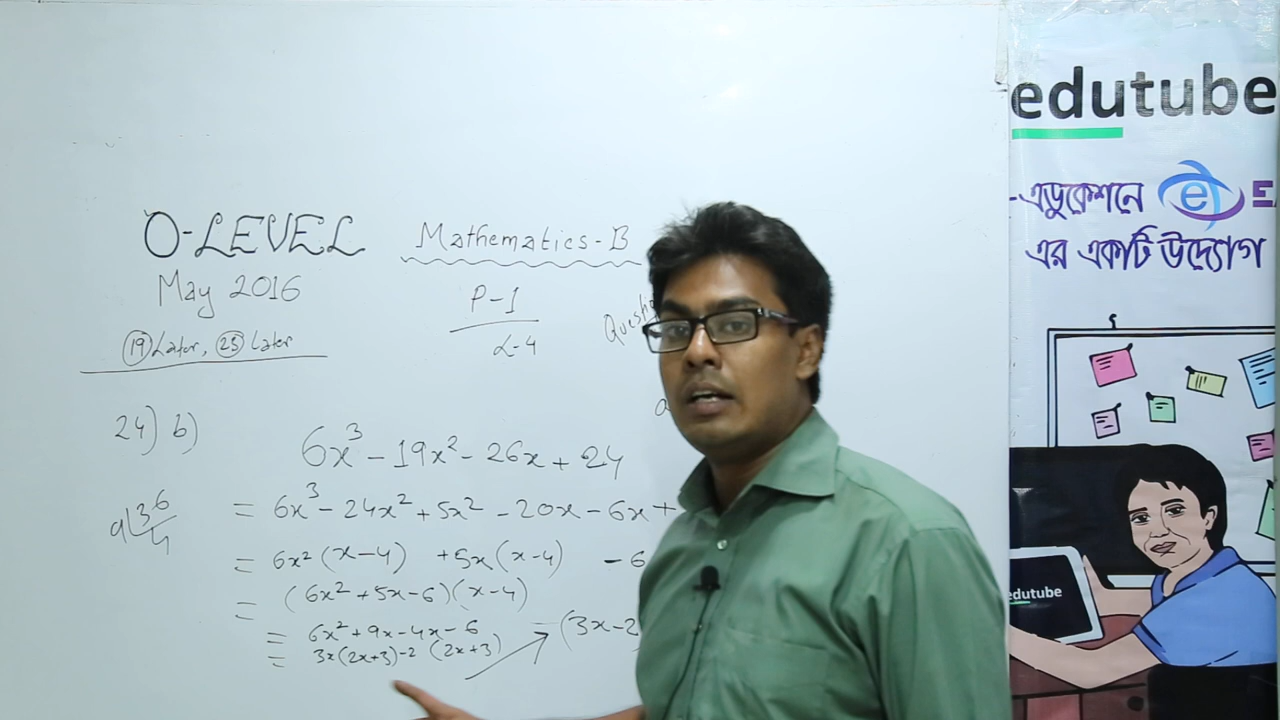 O-LEVEL
Mathematics-B
May 2016
P-1
19 Later, 25 Later
L-4
24) b)
6x³ - 19x² - 26x + 24
= 6x³ - 24x² + 5x² - 20x - 6x +
= 6x² (x-4) + 5x (x-4) - 6
= (6x² + 5x - 6)(x-4)
= 6x² + 9x - 4x - 6
= 3x(2x+3) -2 (2x+3)
= (3x-2
edutube
এডুকেশনে
এর একটি উদ্যোগ
edutube